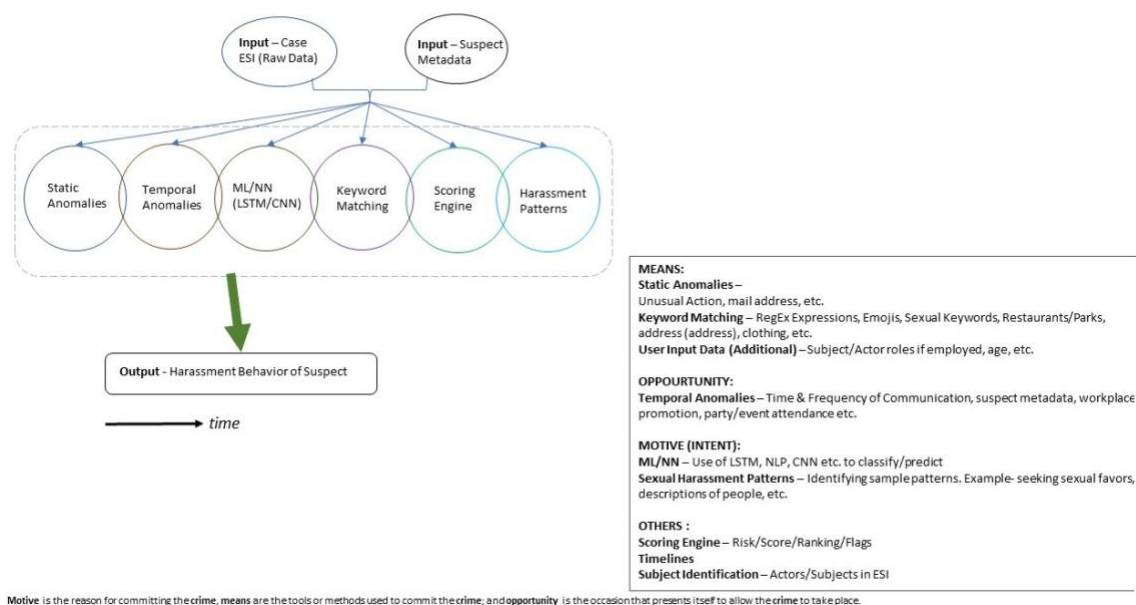 Input – Case
ESI (Raw Data)
Input – Suspect
Metadata
Static
Anomalies
Temporal
Anomalies
ML/NN
(LSTM/CNN)
Keyword
Matching
Scoring
Engine
Harassment
Patterns
Output - Harassment Behavior of Suspect
time
MEANS:
Static Anomalies –
Unusual Action, mail address, etc.
Keyword Matching – RegEx Expressions, Emojis, Sexual Keywords, Restaurants/Parks,
address (address), clothing, etc.
User Input Data (Additional) – Subject/Actor roles if employed, age, etc.
OPPOURTUNITY:
Temporal Anomalies – Time & Frequency of Communication, suspect metadata, workplace
promotion, party/event attendance etc.
MOTIVE (INTENT):
ML/NN – Use of LSTM, NLP, CNN etc. to classify/predict
Sexual Harassment Patterns – Identifying sample patterns. Example- seeking sexual favors,
descriptions of people, etc.
OTHERS :
Scoring Engine – Risk/Score/Ranking/Flags
Timelines
Subject Identification – Actors/Subjects in ESI
Motive is the reason for committing the crime, means are the tools or methods used to commit the crime; and opportunity is the occasion that presents itself to allow the crime to take place.